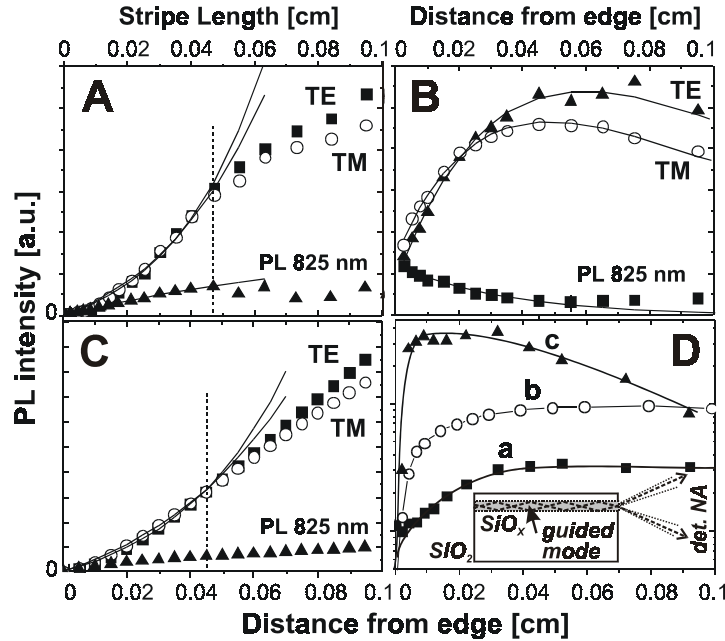 Stripe Length [cm]
Distance from edge [cm]
0 0.02 0.04 0.06 0.08 0.1
0.02 0.04 0.06 0.08 0.1
A
TE
TM
PL 825 nm
0
B
TE
TM
PL 825 nm
PL intensity [a.u.]
C
TE
TM
PL 825 nm
0
D
c
b
a
SiOx
guided
mode
SIO2
det. NA
0 0.02 0.04 0.06 0.08 0.1
0 0.02 0.04 0.06 0.08 0.1
Distance from edge [cm]